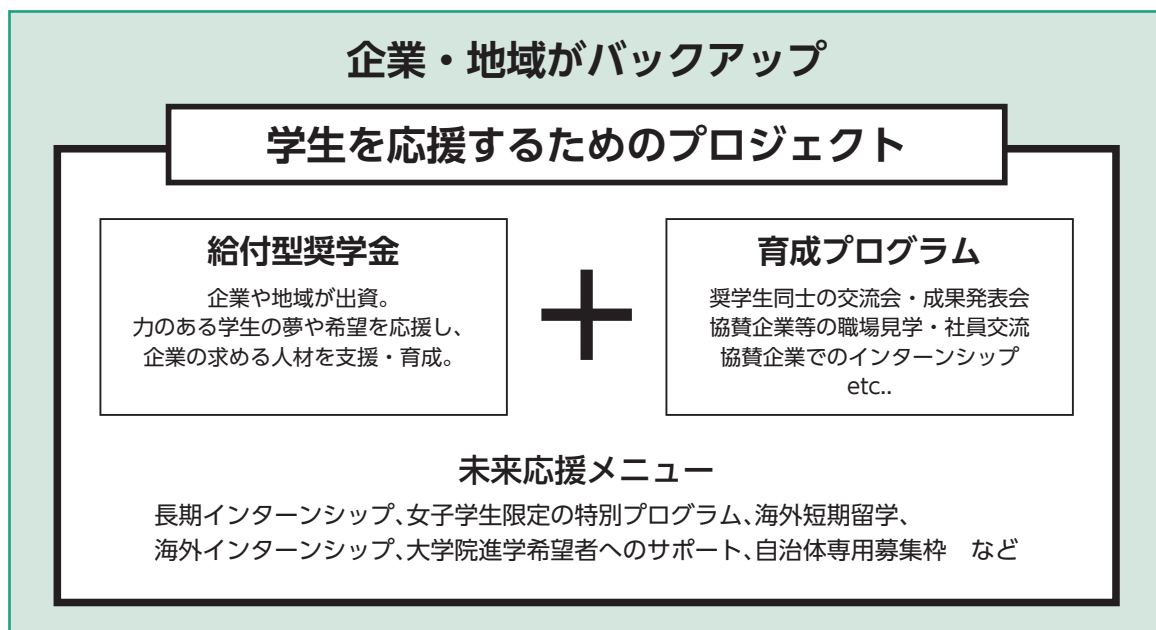 企業・地域がバックアップ
学生を応援するためのプロジェクト
給付型奨学金
企業や地域が出資。
力のある学生の夢や希望を応援し、
企業の求める人材を支援・育成。
＋
育成プログラム
奨学生同士の交流会・成果発表会
協賛企業等の職場見学・社員交流
協賛企業でのインターンシップ
etc..
未来応援メニュー
長期インターンシップ、女子学生限定の特別プログラム、海外短期留学、
海外インターンシップ、大学院進学希望者へのサポート、自治体専用募集枠　など